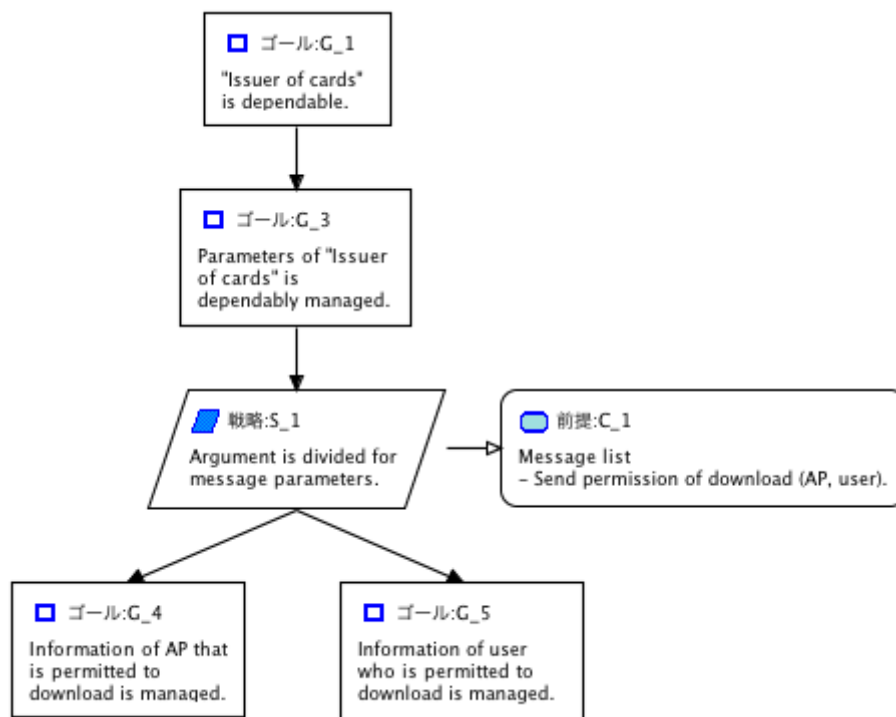 ゴール:G_1
"Issuer of cards"
is dependable.
ゴール:G_3
Parameters of "Issuer
of cards" is
dependably managed.
戦略:S_1
Argument is divided for
message parameters.
前提:C_1
Message list
– Send permission of download (AP, user).
ゴール:G_4
Information of AP that
is permitted to
download is managed.
ゴール:G_5
Information of user
who is permitted to
download is managed.